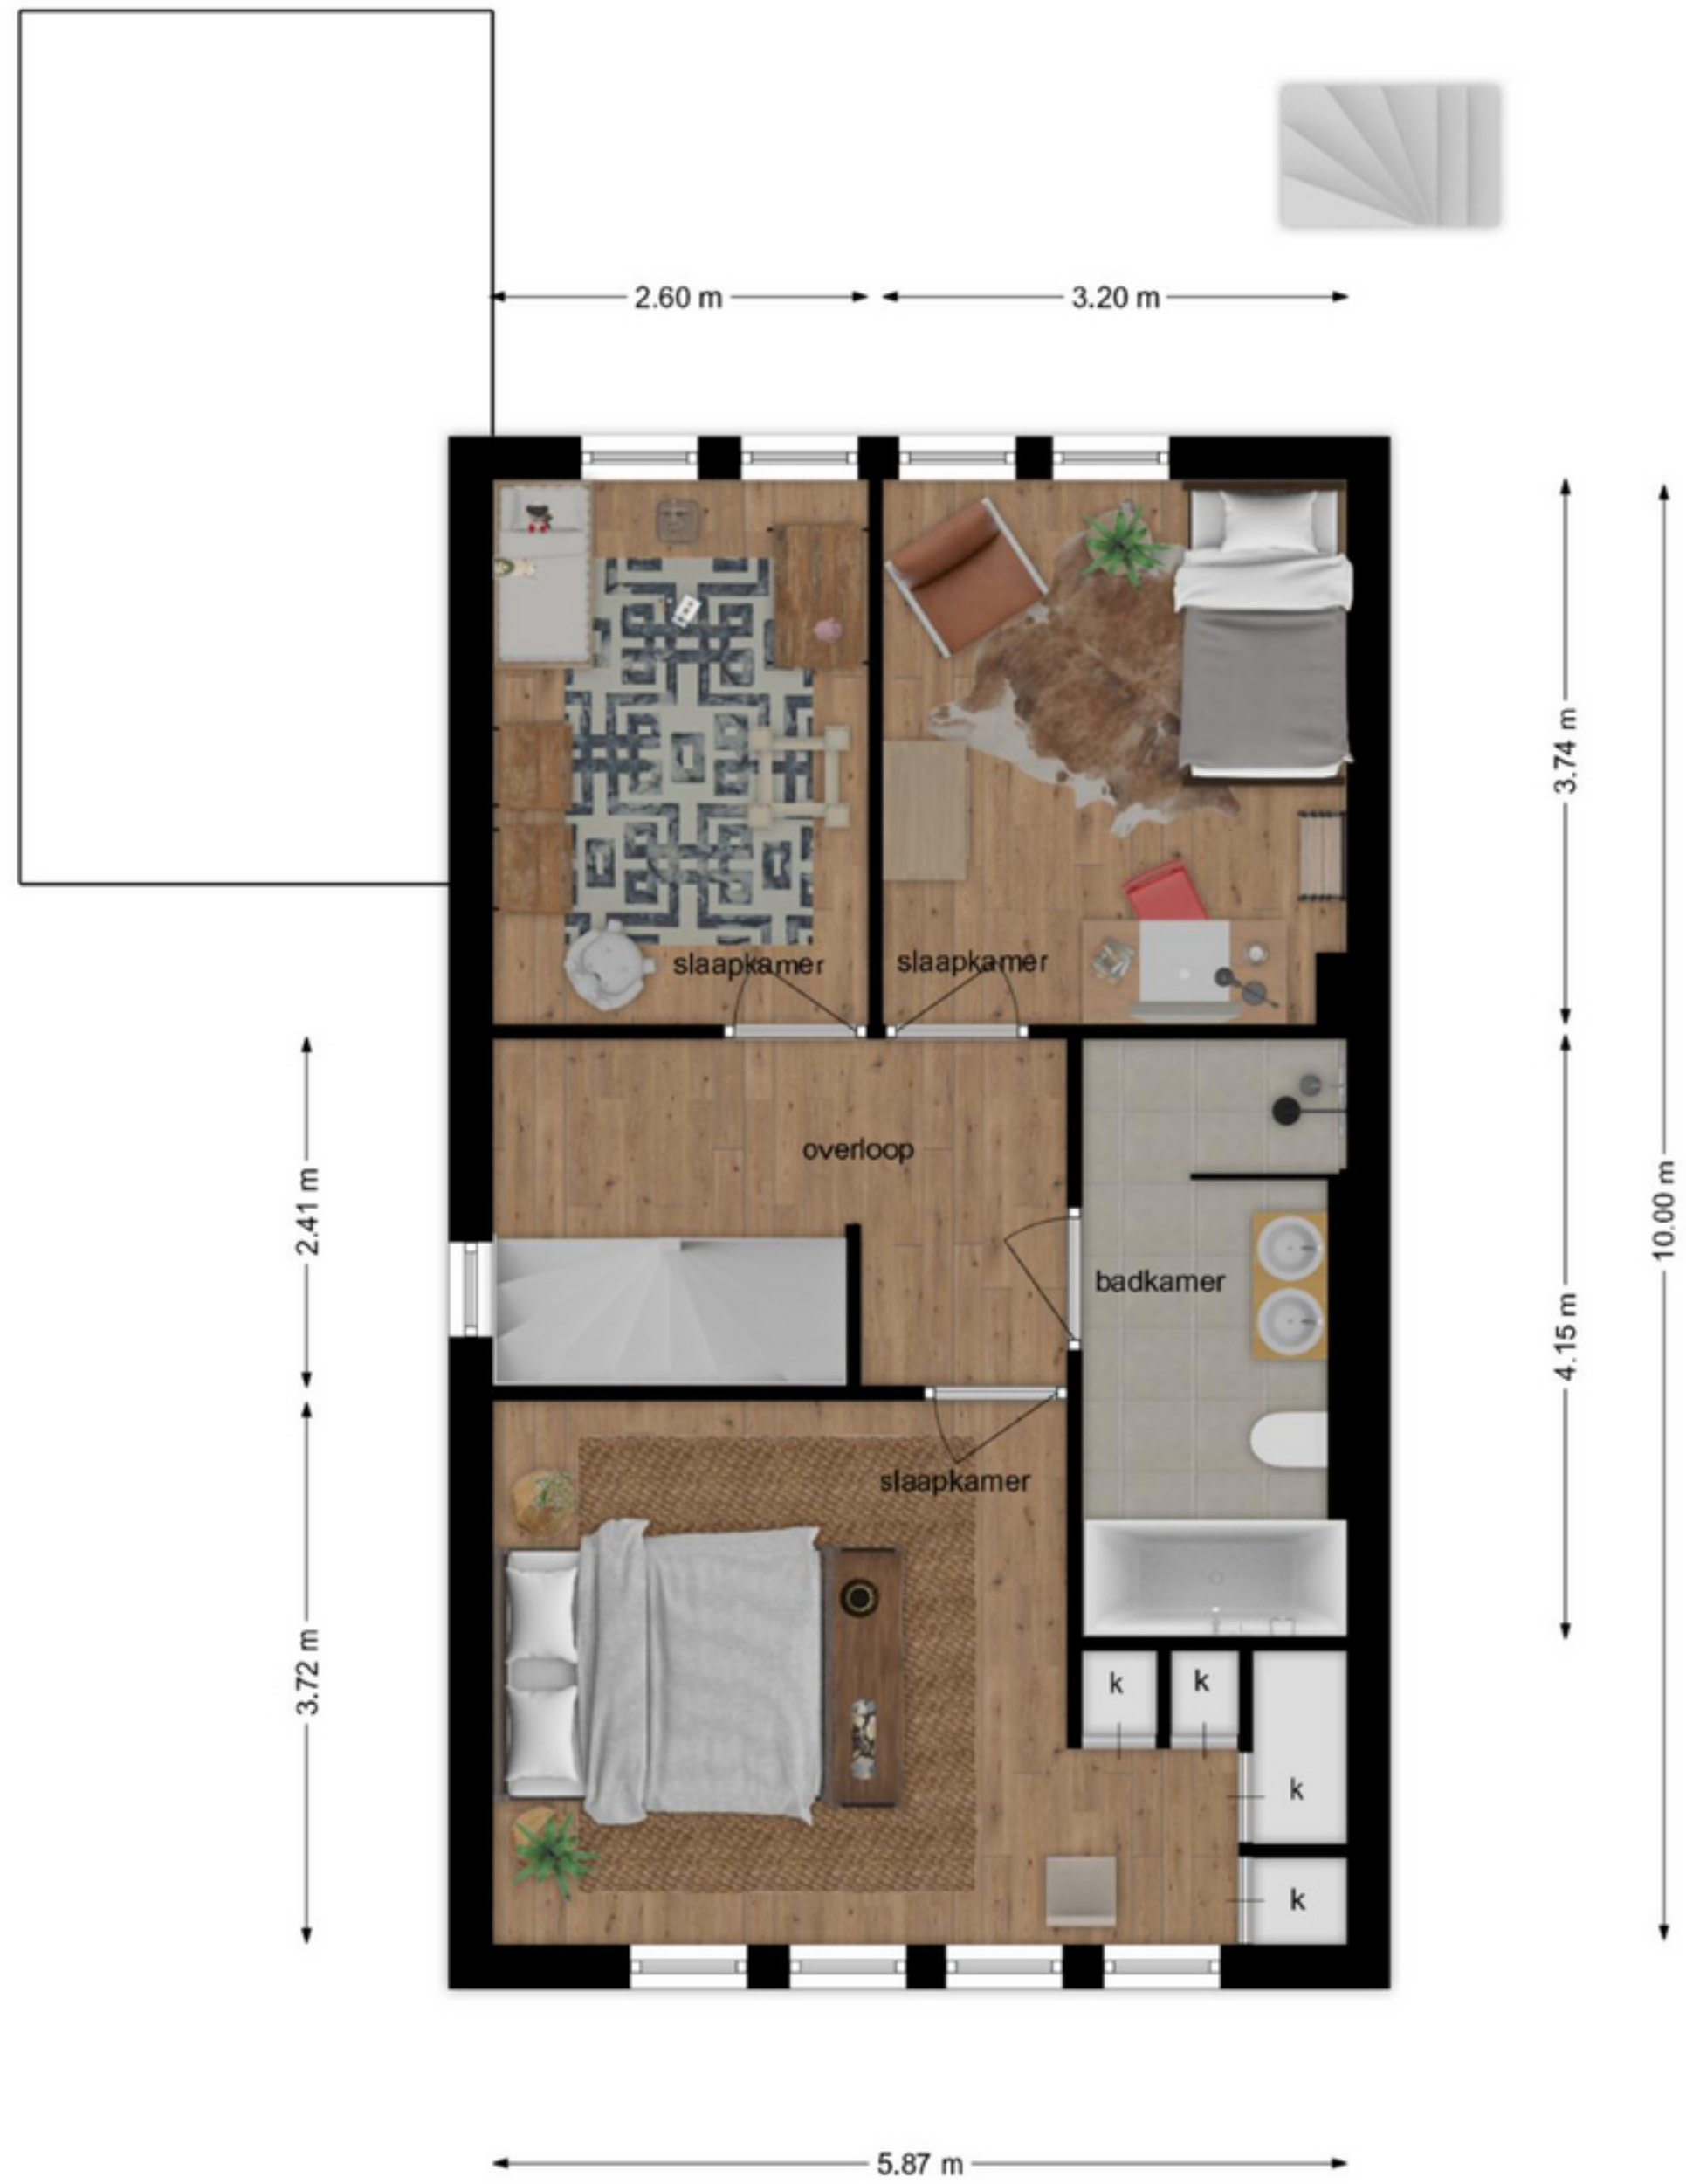 2.60 m
3.20 m
3.74 m
slaapkamer
slaapkamer
overloop
2.41 m
10.00 m
badkamer
4.15 m
slaapkamer
3.72 m
k
k
k
k
5.87 m